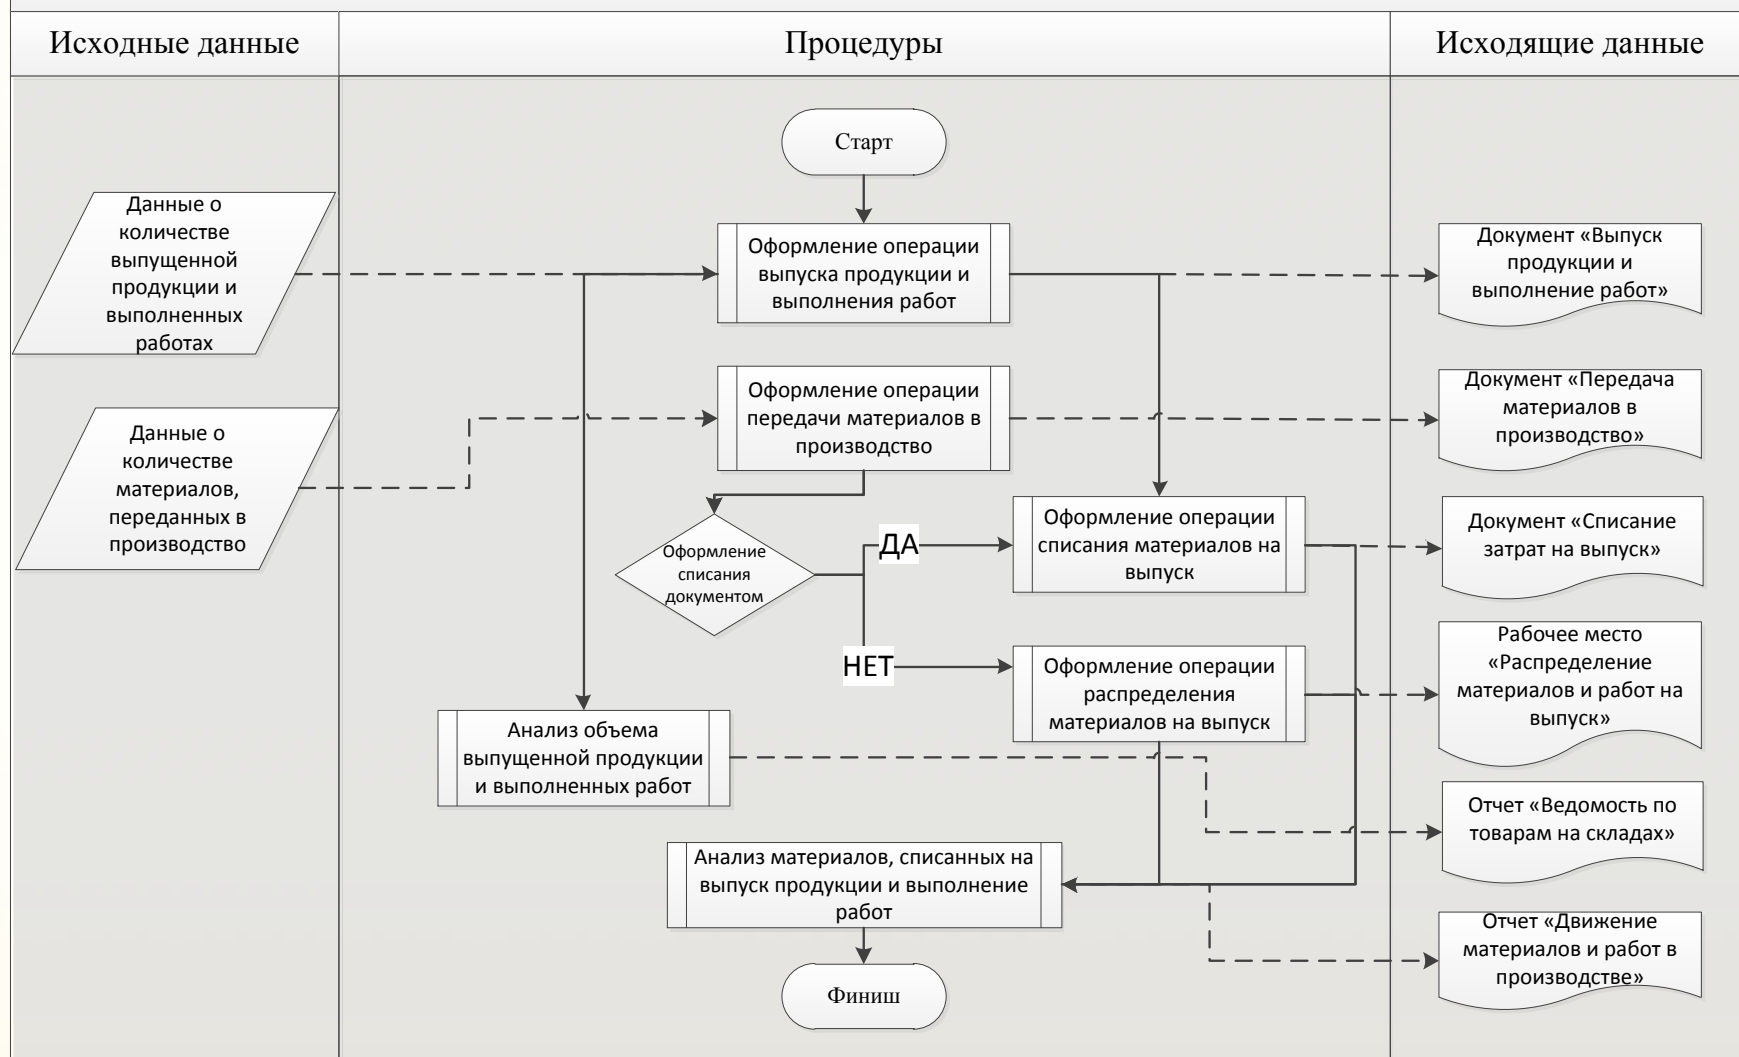 Исходные данные
Процедуры
Исходящие данные
Старт
Данные о
количестве
выпущенной
продукции и
выполненных
работах
Оформление операции
выпуска продукции и
выполнения работ
Документ «Выпуск
продукции и
выполнение работ»
Данные о
количестве
материалов,
переданных в
производство
Оформление операции
передачи материалов в
производство
Документ «Передача
материалов в
производство»
Оформление
списания
документом
ДА
Оформление операции
списания материалов на
выпуск
Документ «Списание
затрат на выпуск»
НЕТ
Оформление операции
распределения
материалов на выпуск
Рабочее место
«Распределение
материалов и работ на
выпуск»
Анализ объема
выпущенной продукции
и выполненных работ
Отчет «Ведомость по
товарам на складах»
Анализ материалов, списанных на
выпуск продукции и выполнение
работ
Отчет «Движение
материалов и работ в
производстве»
Финиш